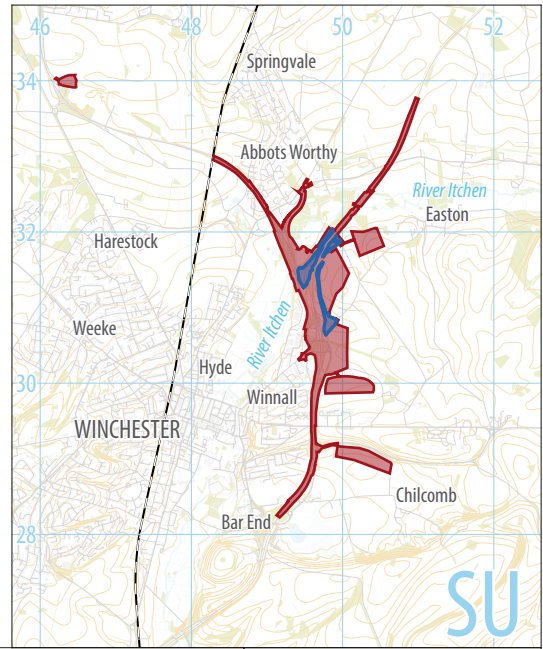 46
48
50
52
Springvale
34
Abbots Worthy
River Itchen
Easton
32
Harestock
River Itchen
Weeke
Hyde
30
Winnall
WINCHESTER
Chilcomb
Bar End
28
SU